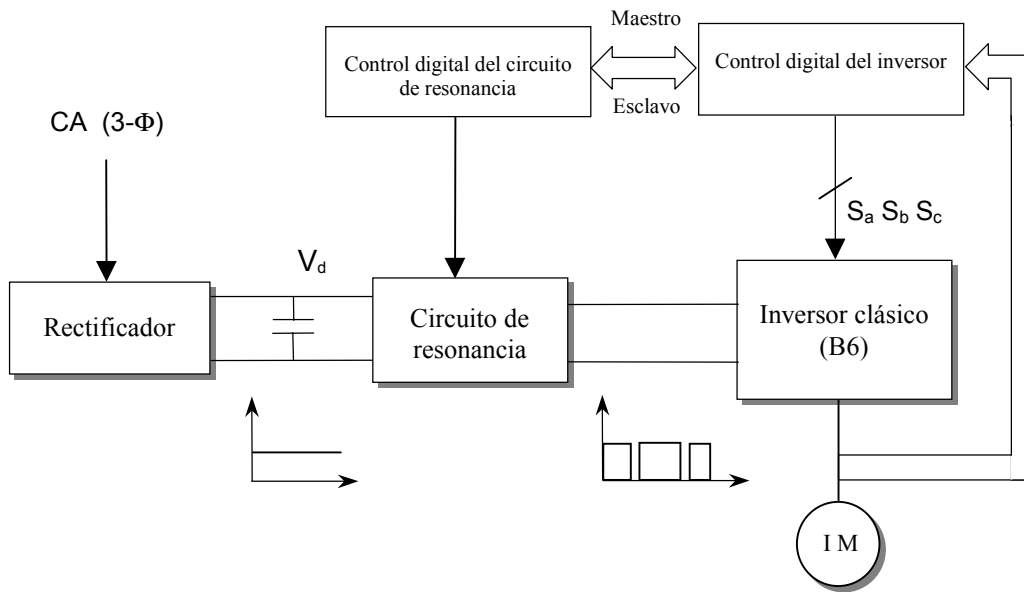 Maestro
Control digital del circuito
de resonancia
Control digital del inversor
Esclavo
CA (3-Φ)
Sa Sb Sc
Vd
Rectificador
Circuito de
resonancia
Inversor clásico
(B6)
I M